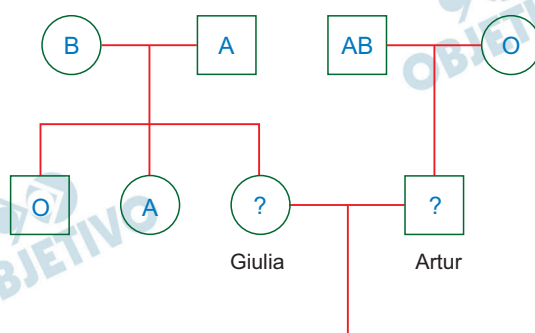 B A AB O
OBJETIVO
O A ? ?
OBJETIVO
Giulia Artur